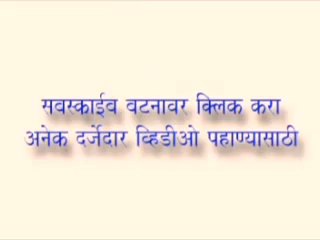 सबस्काईब बटनावर क्लिक करा
अनेक दर्जेदार व्हिडीओ पहाण्यासाठी